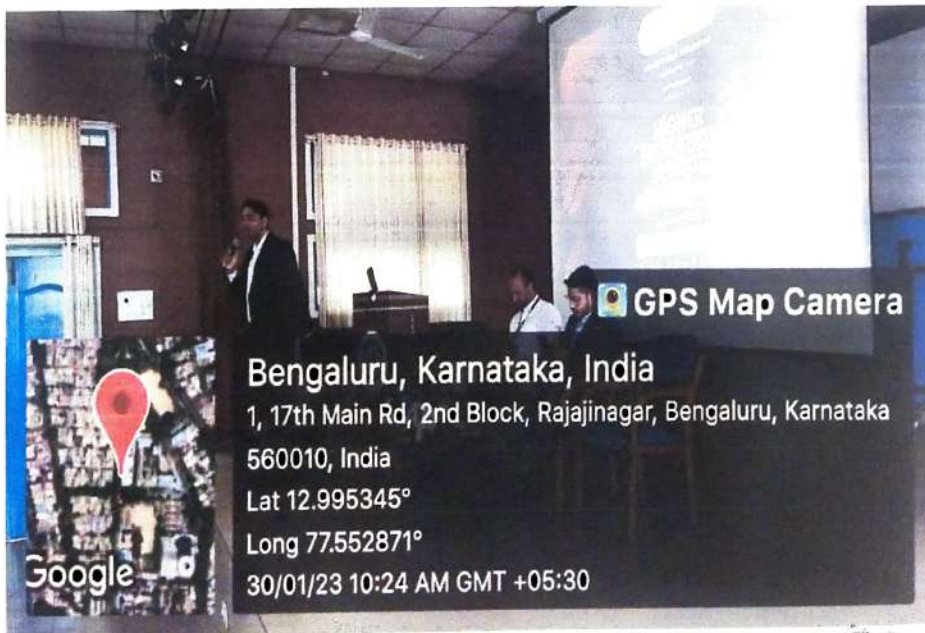 HIGHER
GPS Map Camera
Bengaluru, Karnataka, India
1, 17th Main Rd, 2nd Block, Rajajinagar, Bengaluru, Karnataka
560010, India
Lat 12.995345°
Long 77.552871°
30/01/23 10:24 AM GMT +05:30
Google